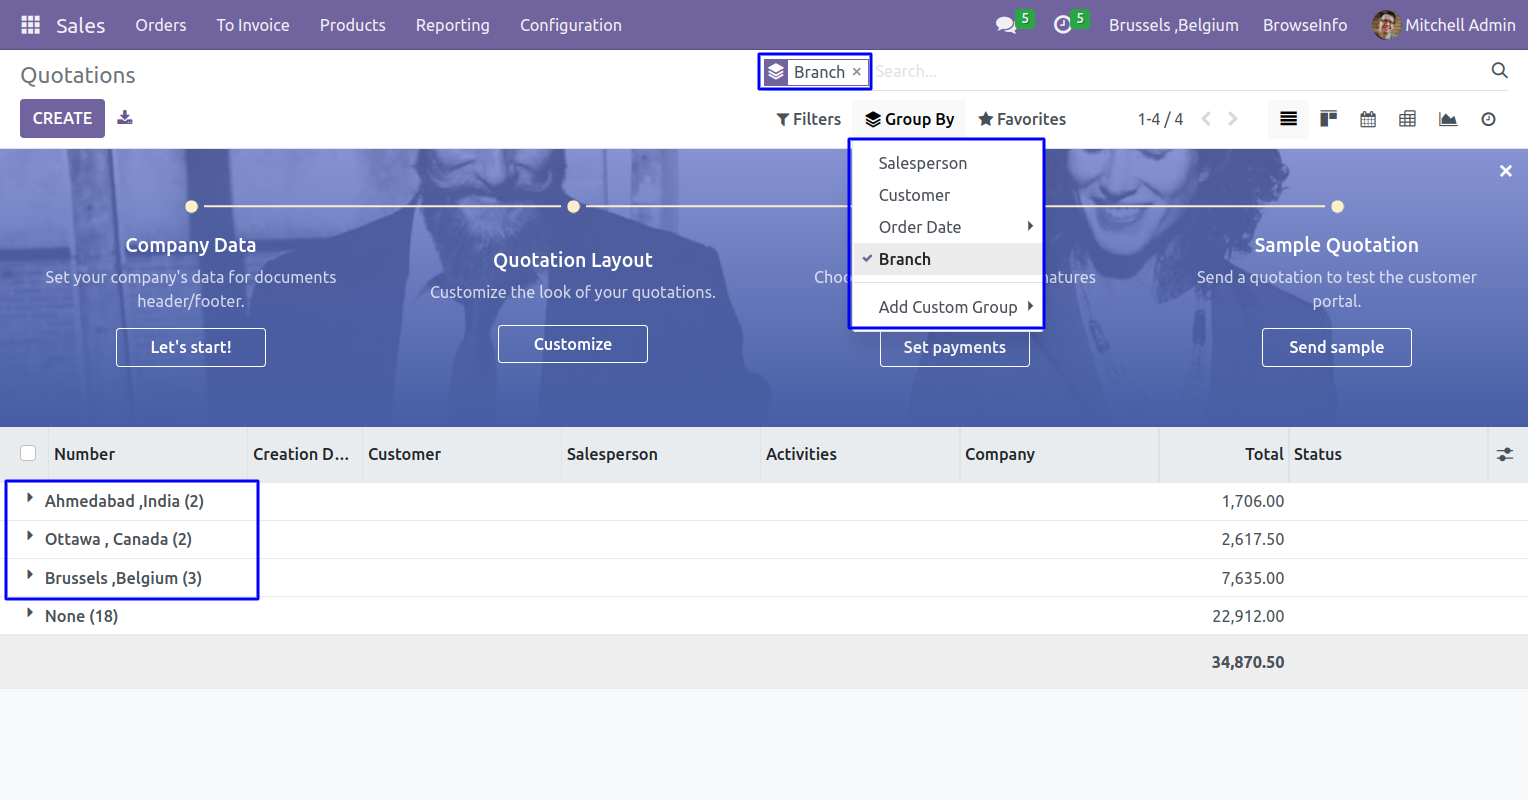 Sales Orders To Invoice Products Reporting Configuration 5 5 Brussels ,Belgium BrowseInfo Mitchell Admin
Quotations Branch × Search...
CREATE Filters Group By Favorites 1-4 / 4
Salesperson
Customer
Order Date
Branch
Add Custom Group
Company Data
Set your company's data for documents
header/footer.
Let's start!
Quotation Layout
Customize the look of your quotations.
Customize
Set payments
Sample Quotation
Send a quotation to test the customer
portal.
Send sample
Number Creation D... Customer Salesperson Activities Company Total Status
Ahmedabad ,India (2) 1,706.00
Ottawa , Canada (2) 2,617.50
Brussels ,Belgium (3) 7,635.00
None (18) 22,912.00
34,870.50